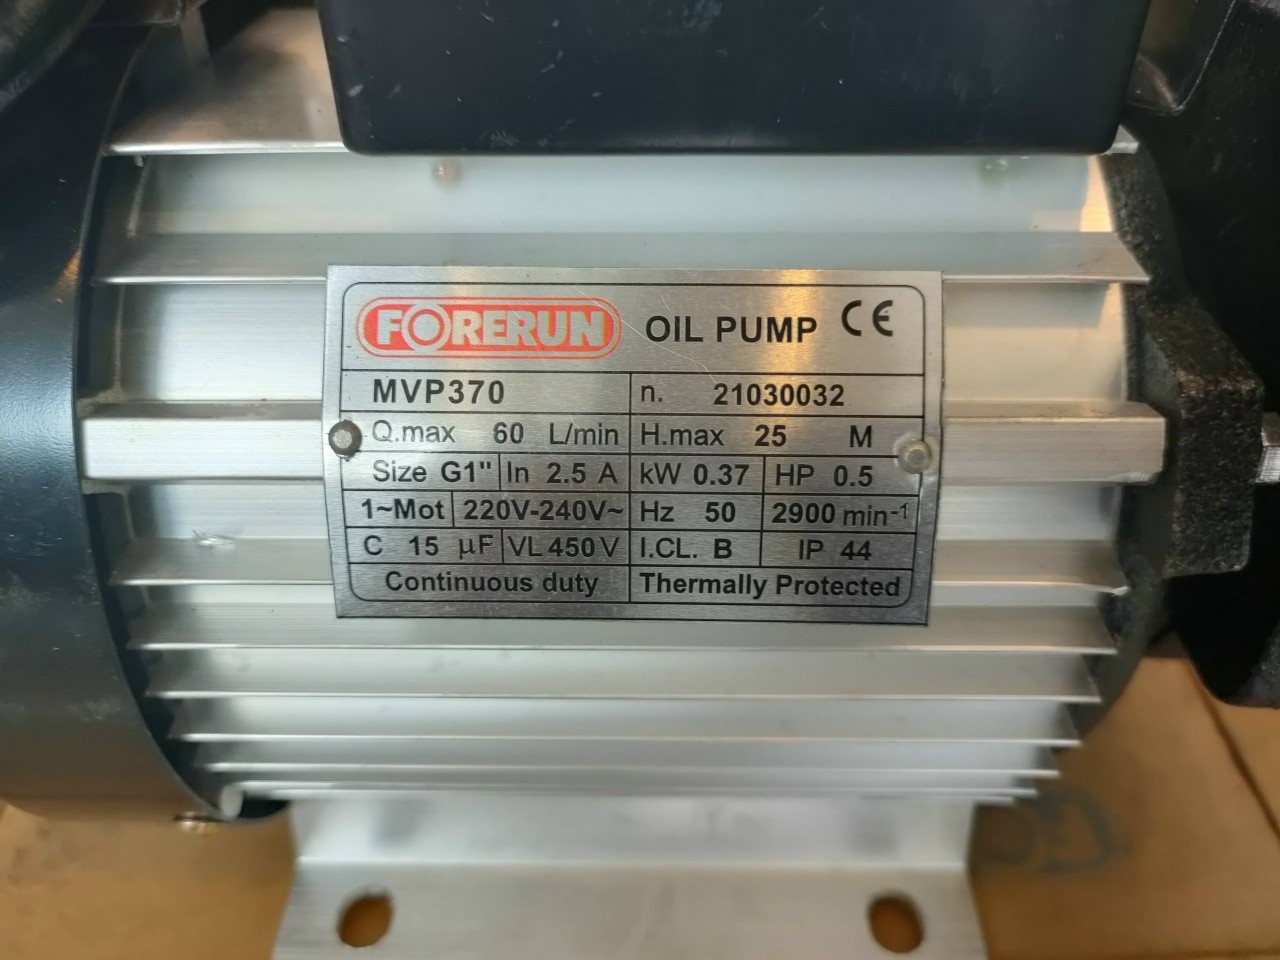 FORERUN OIL PUMP CE
MVP370 n. 21030032
Q.max 60 L/min H.max 25 M
Size G1" In 2.5 A kW 0.37 HP 0.5
1~Mot 220V-240V~ Hz 50 2900 min-1
C 15 µF VL 450 V I.CL. B IP 44
Continuous duty Thermally Protected